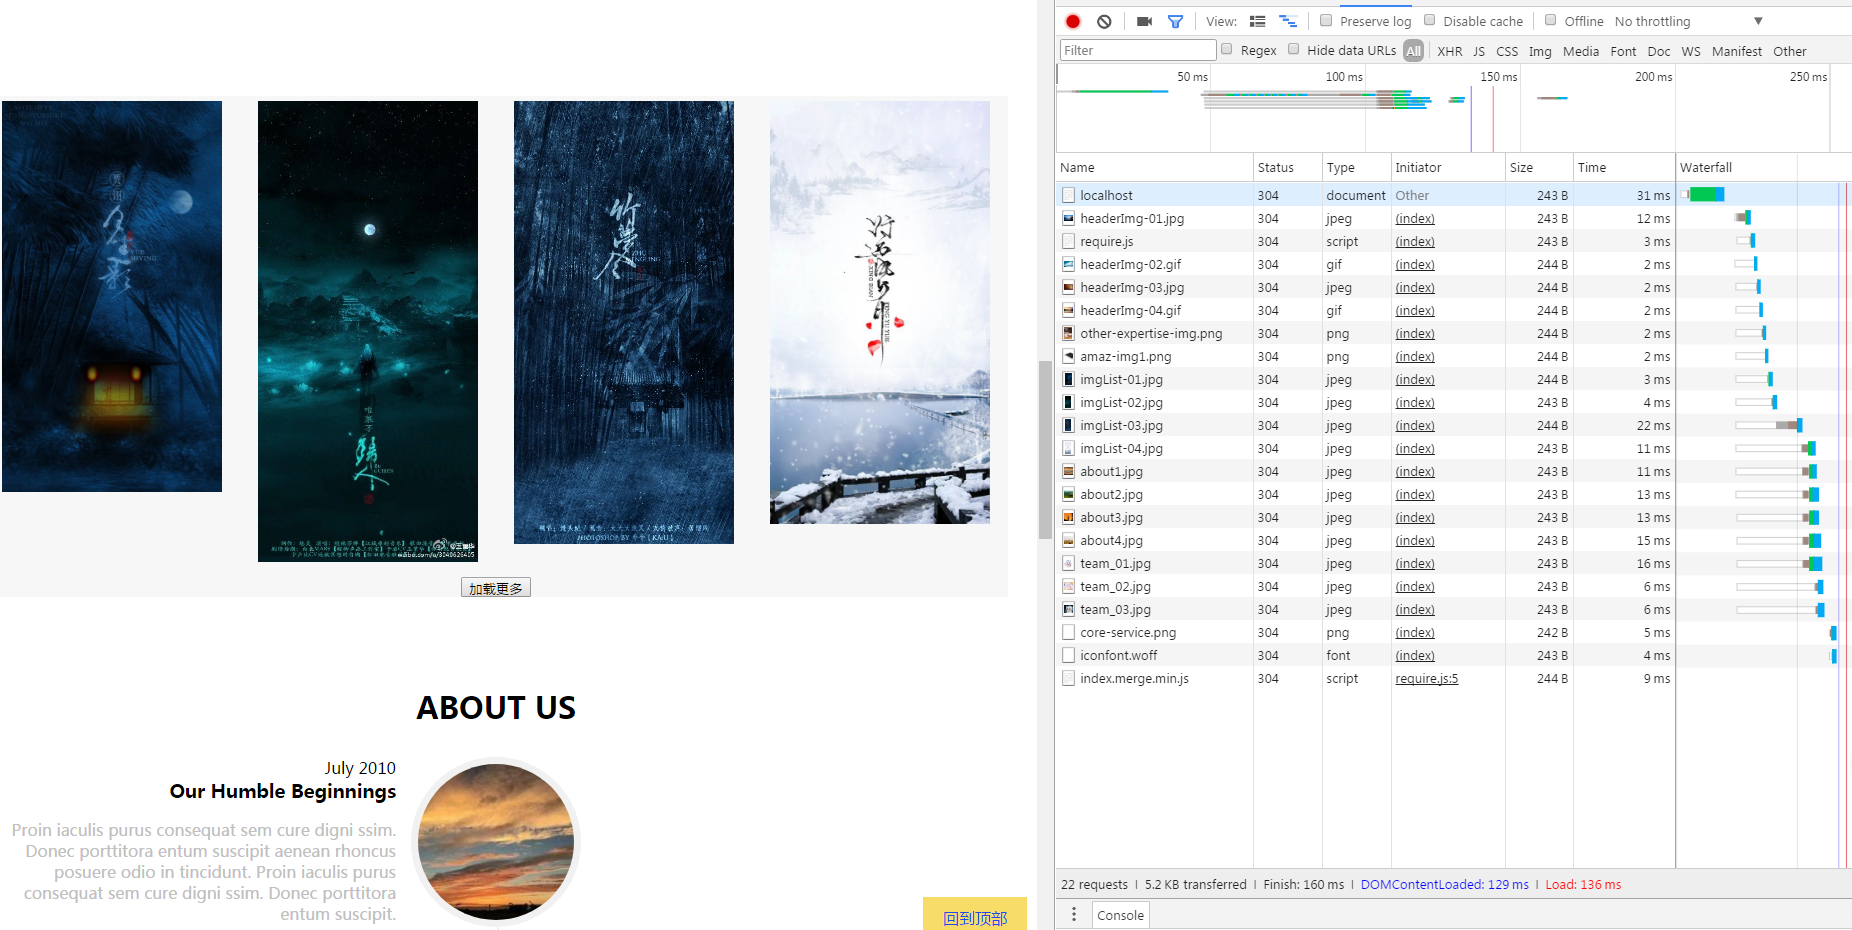 竹
夢
尽
加载更多
ABOUT US
July 2010
Our Humble Beginnings
Proin iaculis purus consequat sem cure digni ssim.
Donec porttitora entum suscipit aenean rhoncus
posuere odio in tincidunt. Proin iaculis purus
consequat sem cure digni ssim. Donec porttitora
entum suscipit.
回到顶部
View: Preserve log Disable cache Offline No throttling
Filter Regex Hide data URLs All XHR JS CSS Img Media Font Doc WS Manifest Other
50 ms 100 ms 150 ms 200 ms 250 ms
Name Status Type Initiator Size Time Waterfall
localhost 304 document Other 243 B 31 ms
headerImg-01.jpg 304 jpeg (index) 243 B 12 ms
require.js 304 script (index) 243 B 3 ms
headerImg-02.gif 304 gif (index) 244 B 2 ms
headerImg-03.jpg 304 jpeg (index) 244 B 2 ms
headerImg-04.gif 304 gif (index) 244 B 2 ms
other-expertise-img.png 304 png (index) 244 B 2 ms
amaz-img1.png 304 png (index) 244 B 2 ms
imgList-01.jpg 304 jpeg (index) 244 B 3 ms
imgList-02.jpg 304 jpeg (index) 243 B 4 ms
imgList-03.jpg 304 jpeg (index) 244 B 22 ms
imgList-04.jpg 304 jpeg (index) 243 B 11 ms
about1.jpg 304 jpeg (index) 243 B 11 ms
about2.jpg 304 jpeg (index) 243 B 13 ms
about3.jpg 304 jpeg (index) 243 B 13 ms
about4.jpg 304 jpeg (index) 243 B 15 ms
team_01.jpg 304 jpeg (index) 243 B 16 ms
team_02.jpg 304 jpeg (index) 243 B 6 ms
team_03.jpg 304 jpeg (index) 243 B 6 ms
core-service.png 304 png (index) 242 B 5 ms
iconfont.woff 304 font (index) 243 B 4 ms
index.merge.min.js 304 script require.js:5 244 B 9 ms
22 requests | 5.2 KB transferred | Finish: 160 ms | DOMContentLoaded: 129 ms | Load: 136 ms
Console